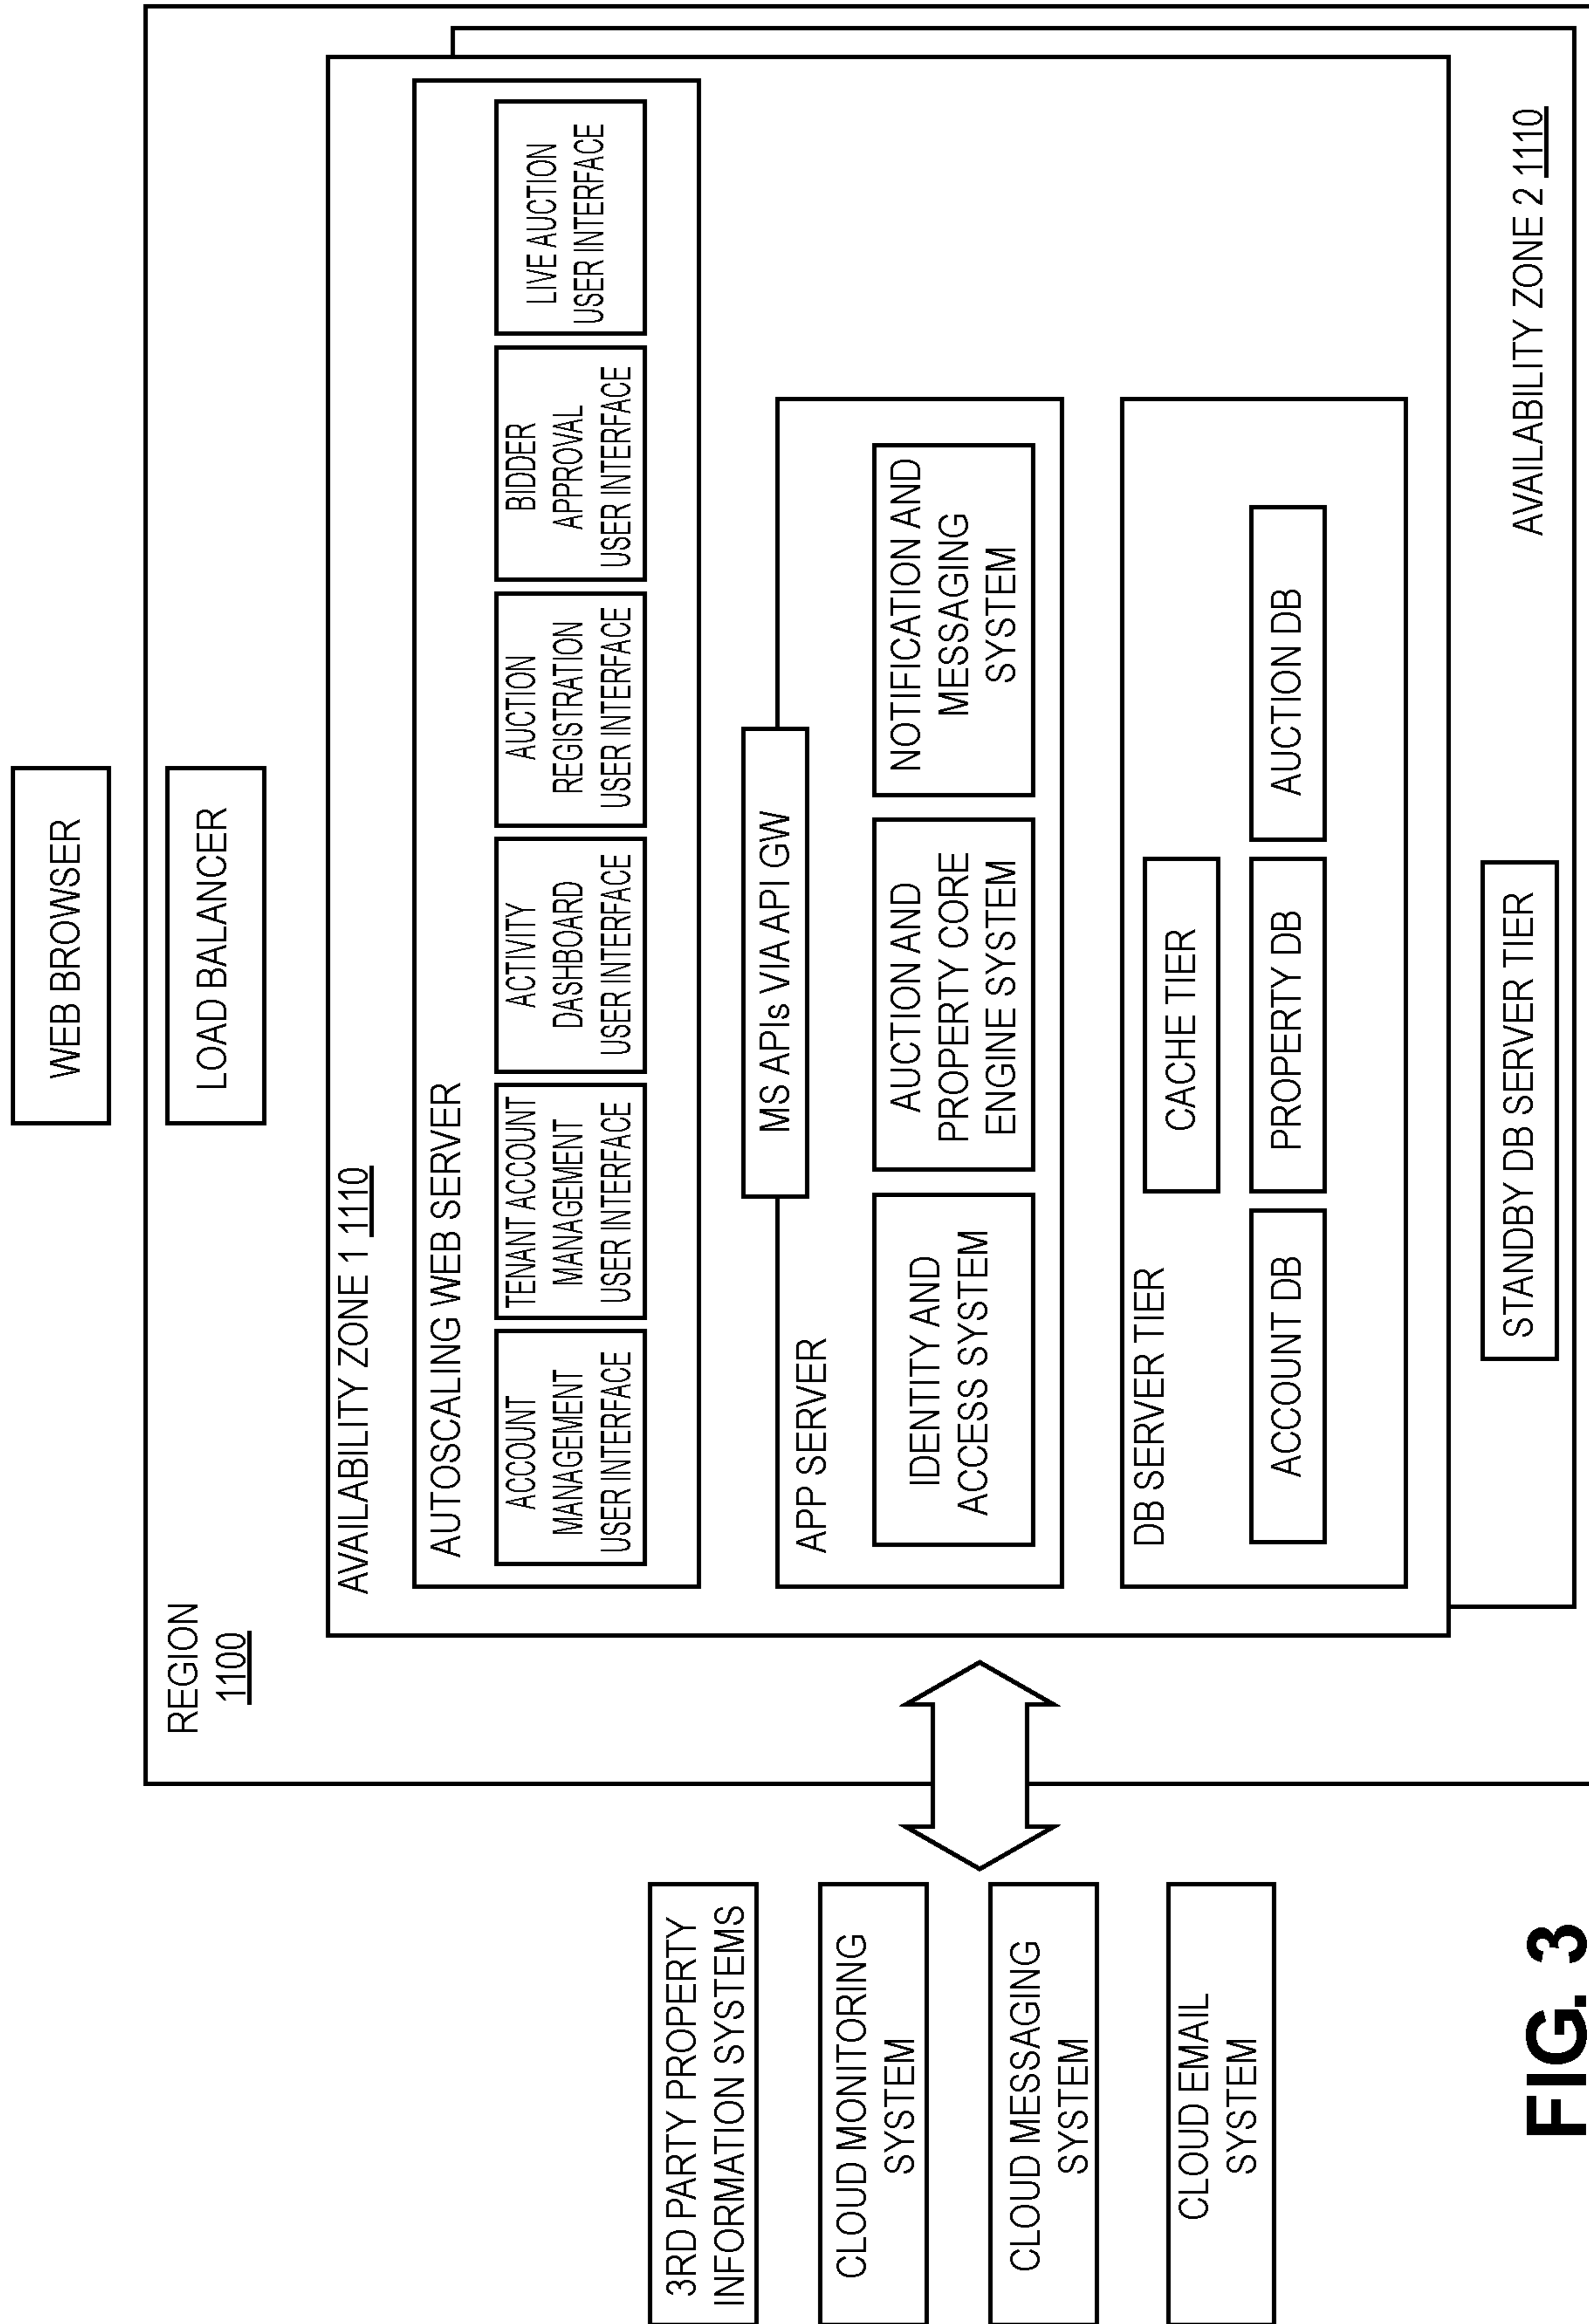 WEB BROWSER
REGION
1100
LOAD BALANCER
AVAILABILITY ZONE 1 1110
AUTOSCALING WEB SERVER
ACCOUNT
MANAGEMENT
USER INTERFACE
TENANT ACCOUNT
MANAGEMENT
USER INTERFACE
ACTIVITY
DASHBOARD
USER INTERFACE
AUCTION
REGISTRATION
USER INTERFACE
BIDDER
APPROVAL
USER INTERFACE
LIVE AUCTION
USER INTERFACE
3RD PARTY PROPERTY
INFORMATION SYSTEMS
CLOUD MONITORING
SYSTEM
CLOUD MESSAGING
SYSTEM
CLOUD EMAIL
SYSTEM
MS APIs VIA API GW
APP SERVER
IDENTITY AND
ACCESS SYSTEM
AUCTION AND
PROPERTY CORE
ENGINE SYSTEM
NOTIFICATION AND
MESSAGING
SYSTEM
DB SERVER TIER
CACHE TIER
ACCOUNT DB
PROPERTY DB
AUCTION DB
STANDBY DB SERVER TIER
AVAILABILITY ZONE 2 1110
FIG. 3